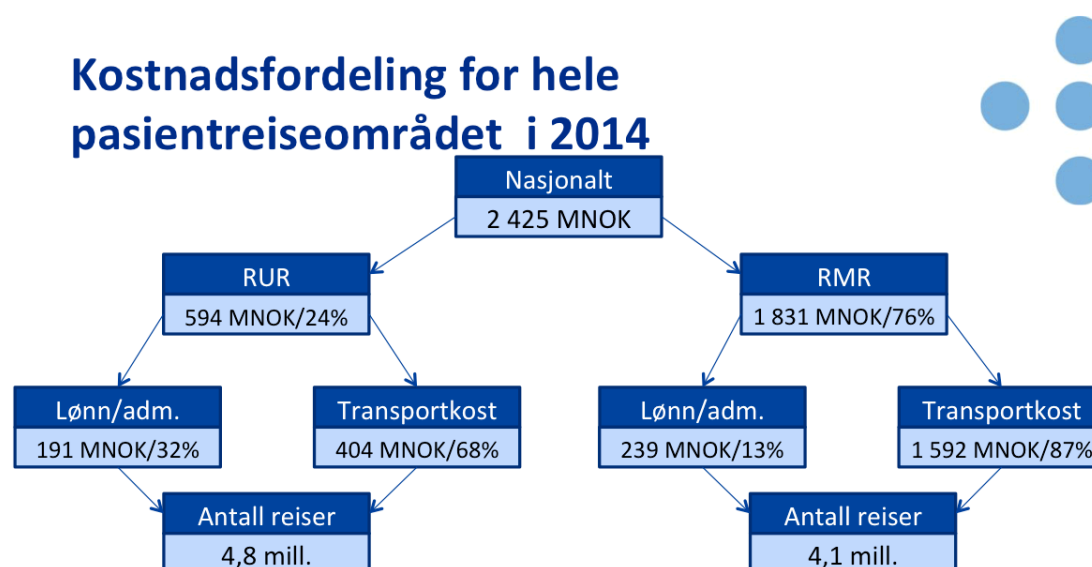 Kostnadsfordeling for hele
pasientreiseområdet i 2014
Nasjonalt
2 425 MNOK
RUR
594 MNOK/24%
RMR
1 831 MNOK/76%
Lønn/adm.
191 MNOK/32%
Transportkost
404 MNOK/68%
Lønn/adm.
239 MNOK/13%
Transportkost
1 592 MNOK/87%
Antall reiser
4,8 mill.
Antall reiser
4,1 mill.